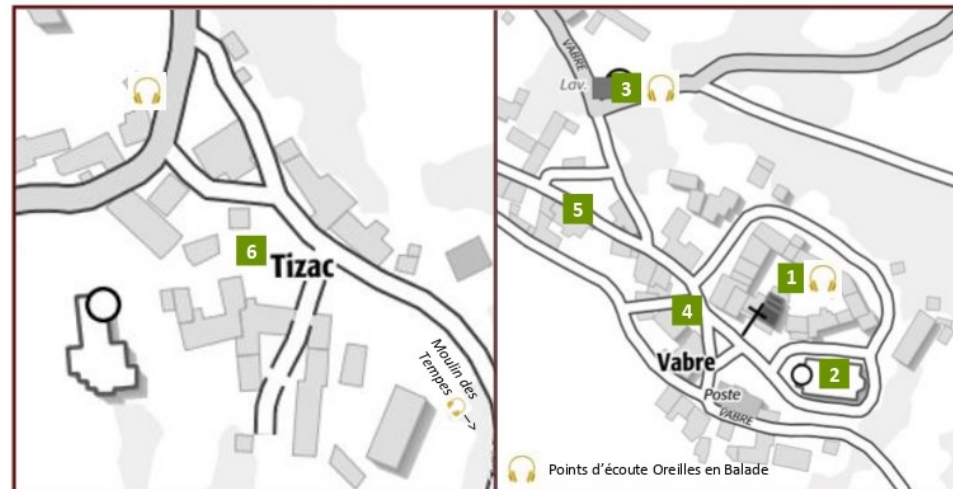 6
Tizac
Moulin des
Tempes
VABRE
Lav.
3
5
1
4
Vabre
2
Poste
VABRE
Points d'écoute Oreilles en Balade